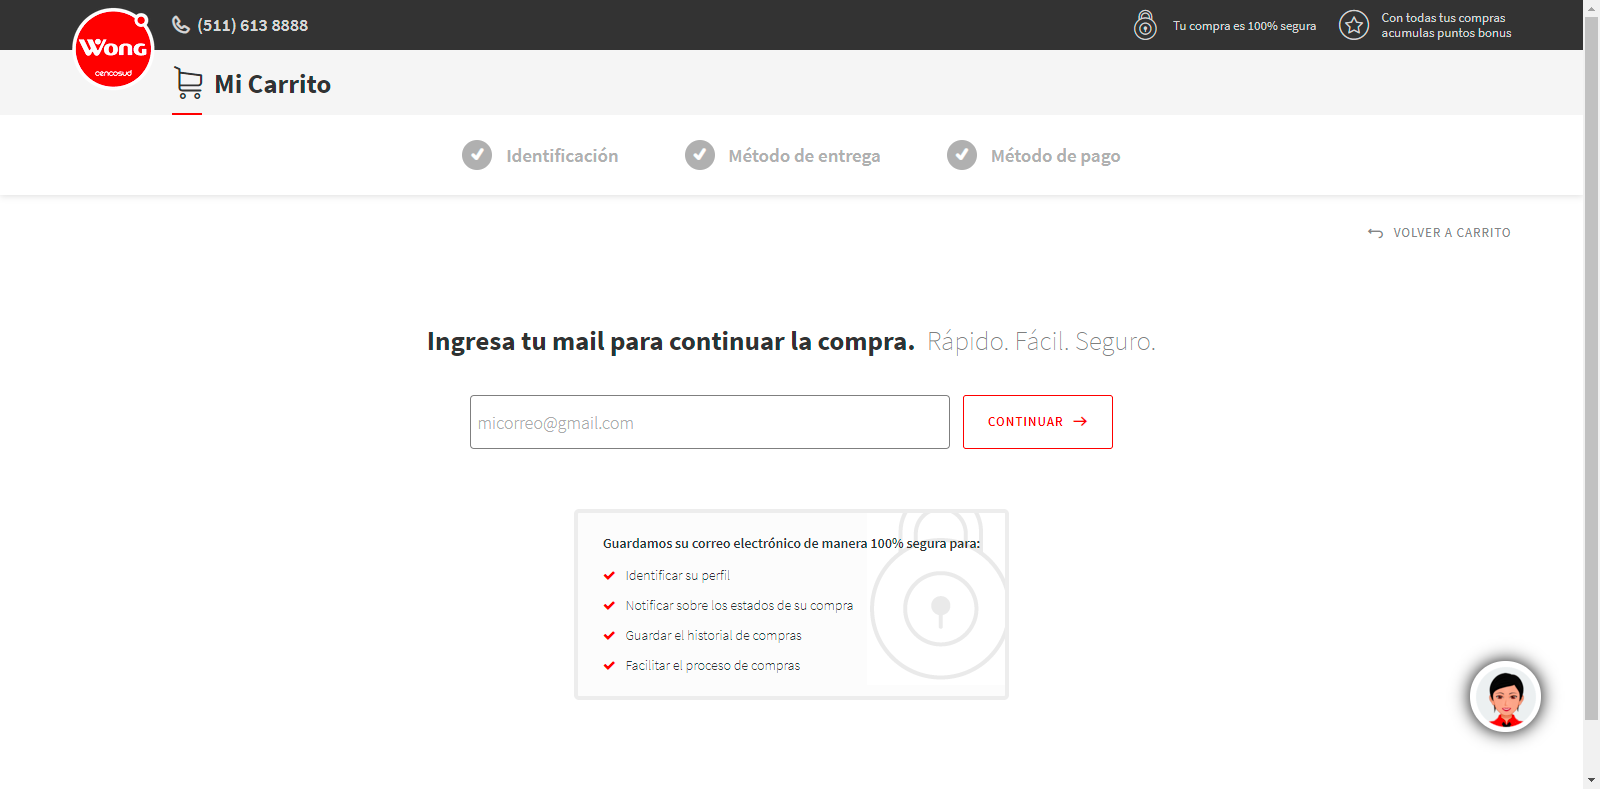 (511) 613 8888
Tu compra es 100% segura
Con todas tus compras
acumulas puntos bonus
Wong
cencosud
Mi Carrito
Identificación
Método de entrega
Método de pago
VOLVER A CARRITO
Ingresa tu mail para continuar la compra. Rápido. Fácil. Seguro.
micorreo@gmail.com
CONTINUAR
Guardamos su correo electrónico de manera 100% segura para:
Identificar su perfil
Notificar sobre los estados de su compra
Guardar el historial de compras
Facilitar el proceso de compras